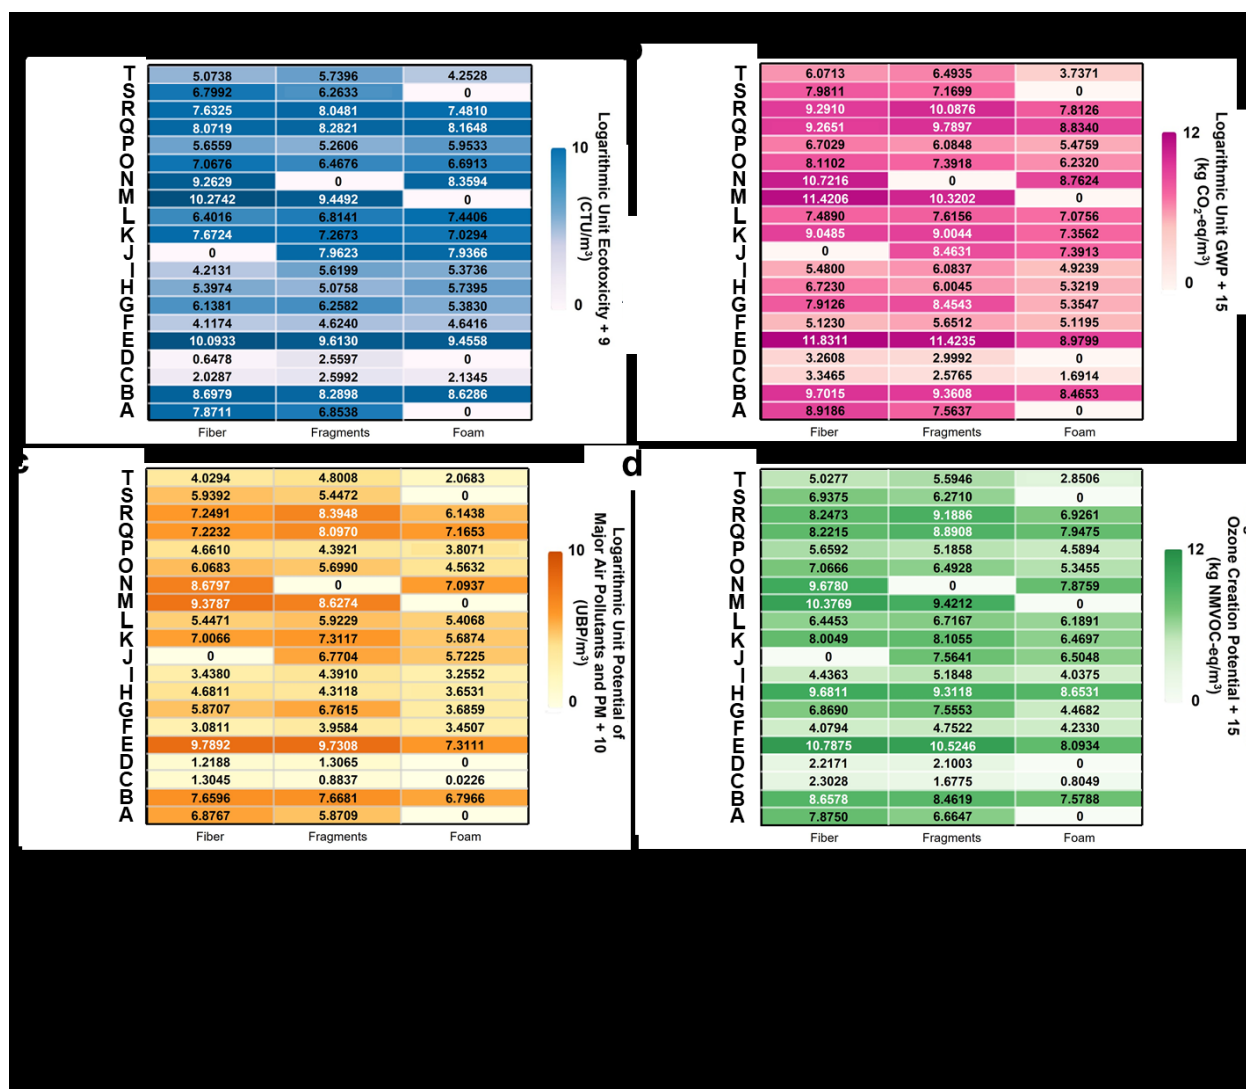 T 5.0738 5.7396 4.2528
S 6.7992 6.2633 0
R 7.6325 8.0481 7.4810
Q 8.0719 8.2821 8.1648
P 5.6559 5.2606 5.9533
O 7.0676 6.4676 6.6913
N 9.2629 0 8.3594
M 10.2742 9.4492 0
L 6.4016 6.8141 7.4406
K 7.6724 7.2673 7.0294
J 0 7.9623 7.9366
I 4.2131 5.6199 5.3736
H 5.3974 5.0758 5.7395
G 6.1381 6.2582 5.3830
F 4.1174 4.6240 4.6416
E 10.0933 9.6130 9.4558
D 0.6478 2.5597 0
C 2.0287 2.5992 2.1345
B 8.6979 8.2898 8.6286
A 7.8711 6.8538 0
Fiber Fragments Foam
10
0
Logarithmic Unit Ecotoxicity + 9
(CTU/m³)
T 6.0713 6.4935 3.7371
S 7.9811 7.1699 0
R 9.2910 10.0876 7.8126
Q 9.2651 9.7897 8.8340
P 6.7029 6.0848 5.4759
O 8.1102 7.3918 6.2320
N 10.7216 0 8.7624
M 11.4206 10.3202 0
L 7.4890 7.6156 7.0756
K 9.0485 9.0044 7.3562
J 0 8.4631 7.3913
I 5.4800 6.0837 4.9239
H 6.7230 6.0045 5.3219
G 7.9126 8.4543 5.3547
F 5.1230 5.6512 5.1195
E 11.8311 11.4235 8.9799
D 3.2608 2.9992 0
C 3.3465 2.5765 1.6914
B 9.7015 9.3608 8.4653
A 8.9186 7.5637 0
Fiber Fragments Foam
12
0
Logarithmic Unit GWP + 15
(kg CO₂-eq/m³)
T 4.0294 4.8008 2.0683
S 5.9392 5.4472 0
R 7.2491 8.3948 6.1438
Q 7.2232 8.0970 7.1653
P 4.6610 4.3921 3.8071
O 6.0683 5.6990 4.5632
N 8.6797 0 7.0937
M 9.3787 8.6274 0
L 5.4471 5.9229 5.4068
K 7.0066 7.3117 5.6874
J 0 6.7704 5.7225
I 3.4380 4.3910 3.2552
H 4.6811 4.3118 3.6531
G 5.8707 6.7615 3.6859
F 3.0811 3.9584 3.4507
E 9.7892 9.7308 7.3111
D 1.2188 1.3065 0
C 1.3045 0.8837 0.0226
B 7.6596 7.6681 6.7966
A 6.8767 5.8709 0
Fiber Fragments Foam
10
0
Logarithmic Unit Potential of
Major Air Pollutants and PM + 10
(UBP/m³)
d
T 5.0277 5.5946 2.8506
S 6.9375 6.2710 0
R 8.2473 9.1886 6.9261
Q 8.2215 8.8908 7.9475
P 5.6592 5.1858 4.5894
O 7.0666 6.4928 5.3455
N 9.6780 0 7.8759
M 10.3769 9.4212 0
L 6.4453 6.7167 6.1891
K 8.0049 8.1055 6.4697
J 0 7.5641 6.5048
I 4.4363 5.1848 4.0375
H 9.6811 9.3118 8.6531
G 6.8690 7.5553 4.4682
F 4.0794 4.7522 4.2330
E 10.7875 10.5246 8.0934
D 2.2171 2.1003 0
C 2.3028 1.6775 0.8049
B 8.6578 8.4619 7.5788
A 7.8750 6.6647 0
Fiber Fragments Foam
12
0
Ozone Creation Potential + 15
(kg NMVOC-eq/m³)